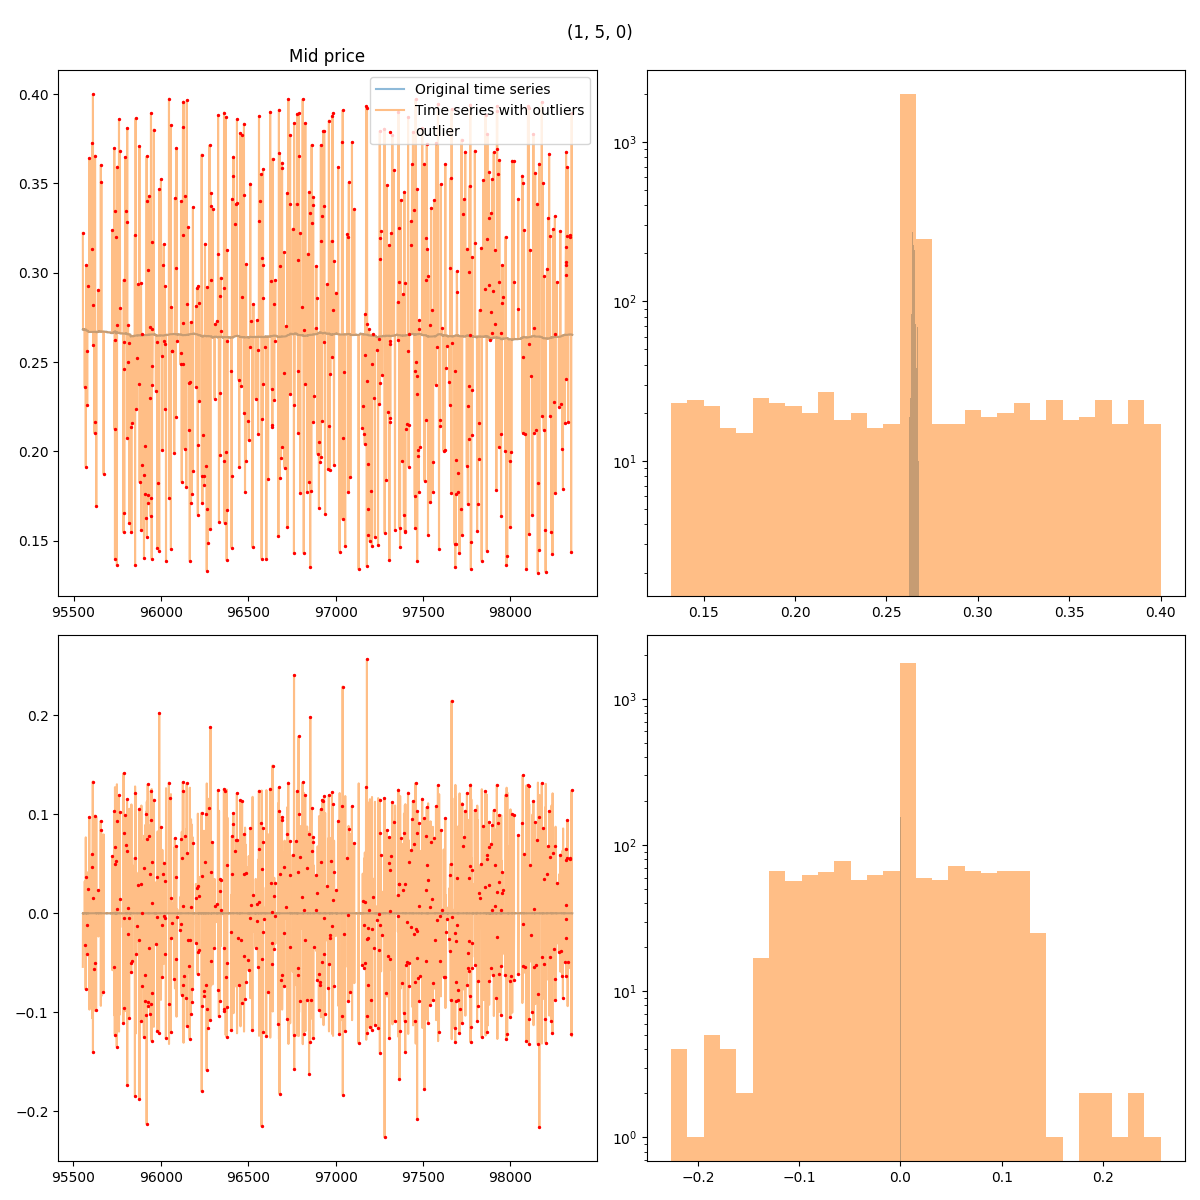 (1, 5, 0)
Mid price
Original time series
Time series with outliers
outlier
0.40
0.35
0.30
0.25
0.20
0.15
95500 96000 96500 97000 97500 98000
10³
10²
10¹
0.15 0.20 0.25 0.30 0.35 0.40
0.2
0.1
0.0
−0.1
−0.2
95500 96000 96500 97000 97500 98000
10³
10²
10¹
10⁰
−0.2 −0.1 0.0 0.1 0.2